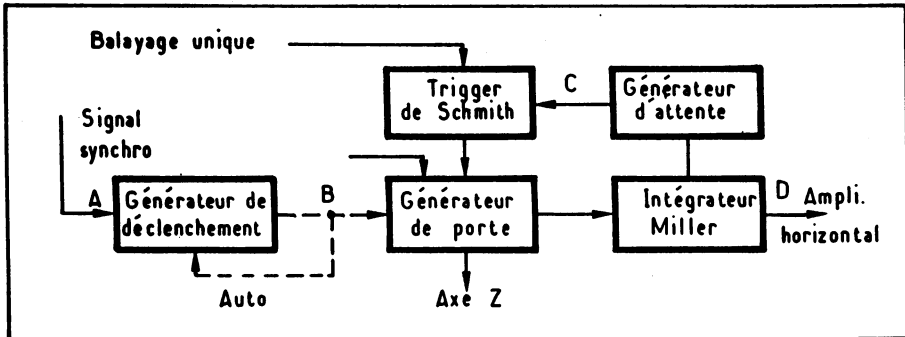 Balayage unique
Trigger
de Schmith
C
Générateur
d'attente
Signal
synchro
A
Générateur de
déclenchement
B
Générateur
de porte
Intégrateur
Miller
D
Ampli.
horizontal
Auto
Axe Z